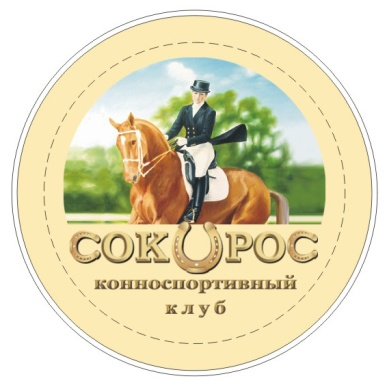 СОКОРОС
конноспортивный
клуб